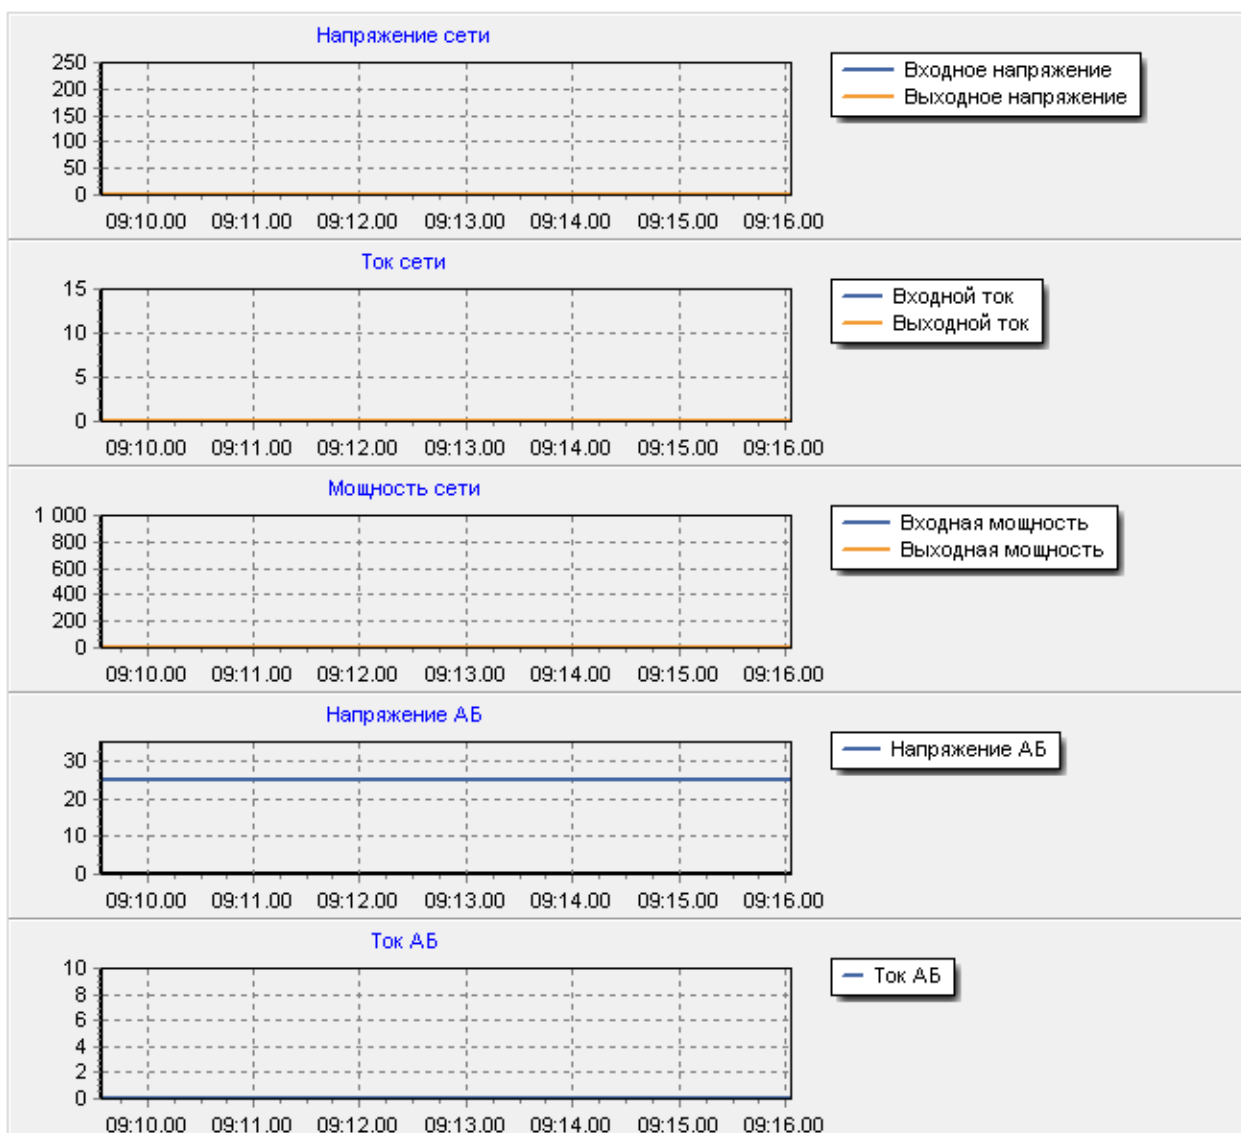 Напряжение сети
250
200
150
100
50
0
09:10.00 09:11.00 09:12.00 09:13.00 09:14.00 09:15.00 09:16.00
Входное напряжение
Выходное напряжение
Ток сети
15
10
5
0
09:10.00 09:11.00 09:12.00 09:13.00 09:14.00 09:15.00 09:16.00
Входной ток
Выходной ток
Мощность сети
1 000
800
600
400
200
0
09:10.00 09:11.00 09:12.00 09:13.00 09:14.00 09:15.00 09:16.00
Входная мощность
Выходная мощность
Напряжение АБ
30
20
10
0
09:10.00 09:11.00 09:12.00 09:13.00 09:14.00 09:15.00 09:16.00
Напряжение АБ
Ток АБ
10
8
6
4
2
0
09:10.00 09:11.00 09:12.00 09:13.00 09:14.00 09:15.00 09:16.00
Ток АБ